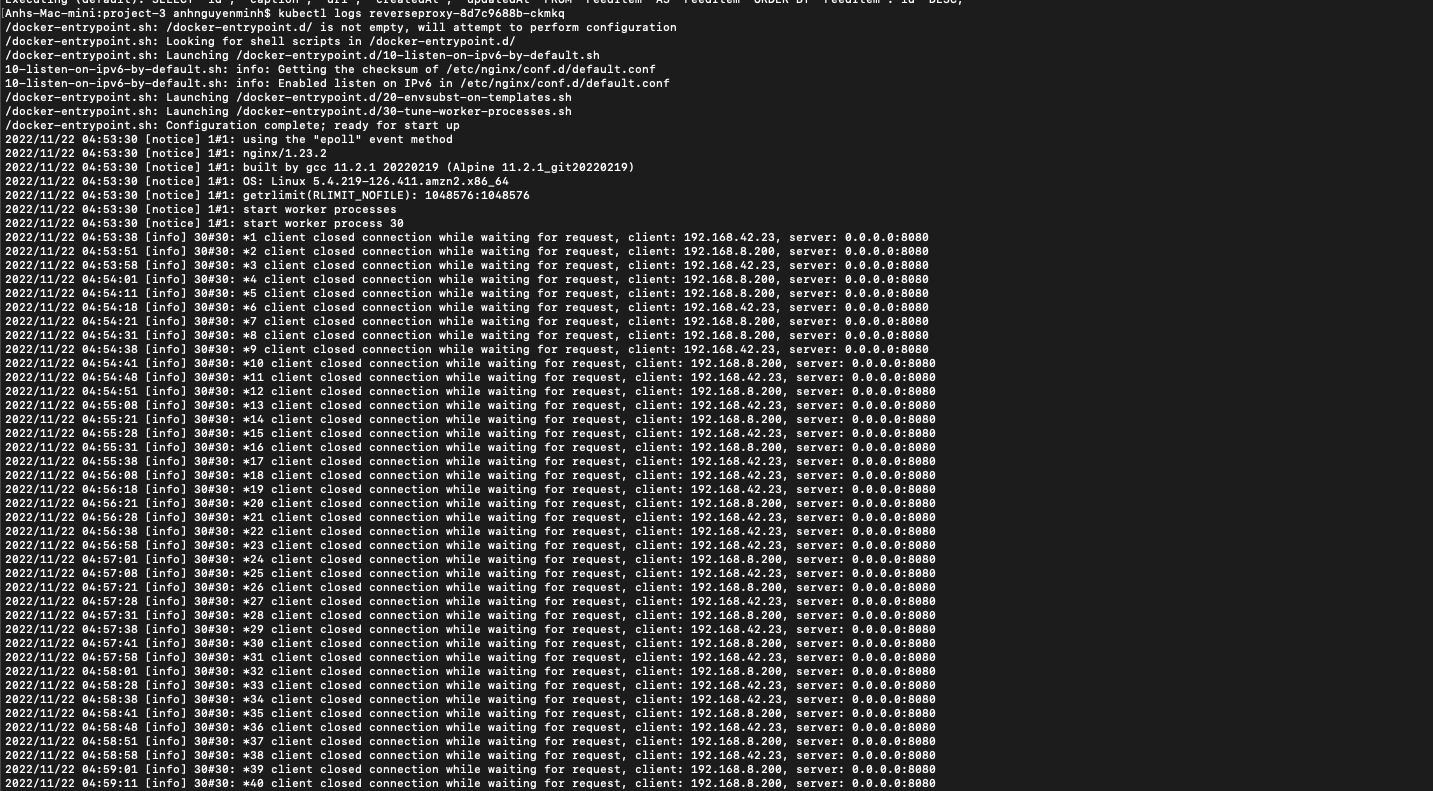 Executing (default): SELECT "id", "caption", "url", "createdAt", "updatedAt" FROM "FeedItem" AS "FeedItem" ORDER BY "FeedItem"."id" DESC;
[Anhs-Mac-mini:project-3 anhnguyenminh$ kubectl logs reverseproxy-8d7c9688b-ckmkq
/docker-entrypoint.sh: /docker-entrypoint.d/ is not empty, will attempt to perform configuration
/docker-entrypoint.sh: Looking for shell scripts in /docker-entrypoint.d/
/docker-entrypoint.sh: Launching /docker-entrypoint.d/10-listen-on-ipv6-by-default.sh
10-listen-on-ipv6-by-default.sh: info: Getting the checksum of /etc/nginx/conf.d/default.conf
10-listen-on-ipv6-by-default.sh: info: Enabled listen on IPv6 in /etc/nginx/conf.d/default.conf
/docker-entrypoint.sh: Launching /docker-entrypoint.d/20-envsubst-on-templates.sh
/docker-entrypoint.sh: Launching /docker-entrypoint.d/30-tune-worker-processes.sh
/docker-entrypoint.sh: Configuration complete; ready for start up
2022/11/22 04:53:30 [notice] 1#1: using the "epoll" event method
2022/11/22 04:53:30 [notice] 1#1: nginx/1.23.2
2022/11/22 04:53:30 [notice] 1#1: built by gcc 11.2.1 20220219 (Alpine 11.2.1_git20220219)
2022/11/22 04:53:30 [notice] 1#1: OS: Linux 5.4.219-126.411.amzn2.x86_64
2022/11/22 04:53:30 [notice] 1#1: getrlimit(RLIMIT_NOFILE): 1048576:1048576
2022/11/22 04:53:30 [notice] 1#1: start worker processes
2022/11/22 04:53:30 [notice] 1#1: start worker process 30
2022/11/22 04:53:38 [info] 30#30: *1 client closed connection while waiting for request, client: 192.168.42.23, server: 0.0.0.0:8080
2022/11/22 04:53:51 [info] 30#30: *2 client closed connection while waiting for request, client: 192.168.8.200, server: 0.0.0.0:8080
2022/11/22 04:53:58 [info] 30#30: *3 client closed connection while waiting for request, client: 192.168.42.23, server: 0.0.0.0:8080
2022/11/22 04:54:01 [info] 30#30: *4 client closed connection while waiting for request, client: 192.168.8.200, server: 0.0.0.0:8080
2022/11/22 04:54:11 [info] 30#30: *5 client closed connection while waiting for request, client: 192.168.8.200, server: 0.0.0.0:8080
2022/11/22 04:54:18 [info] 30#30: *6 client closed connection while waiting for request, client: 192.168.42.23, server: 0.0.0.0:8080
2022/11/22 04:54:21 [info] 30#30: *7 client closed connection while waiting for request, client: 192.168.8.200, server: 0.0.0.0:8080
2022/11/22 04:54:31 [info] 30#30: *8 client closed connection while waiting for request, client: 192.168.8.200, server: 0.0.0.0:8080
2022/11/22 04:54:38 [info] 30#30: *9 client closed connection while waiting for request, client: 192.168.42.23, server: 0.0.0.0:8080
2022/11/22 04:54:41 [info] 30#30: *10 client closed connection while waiting for request, client: 192.168.8.200, server: 0.0.0.0:8080
2022/11/22 04:54:48 [info] 30#30: *11 client closed connection while waiting for request, client: 192.168.42.23, server: 0.0.0.0:8080
2022/11/22 04:54:51 [info] 30#30: *12 client closed connection while waiting for request, client: 192.168.8.200, server: 0.0.0.0:8080
2022/11/22 04:55:08 [info] 30#30: *13 client closed connection while waiting for request, client: 192.168.42.23, server: 0.0.0.0:8080
2022/11/22 04:55:21 [info] 30#30: *14 client closed connection while waiting for request, client: 192.168.8.200, server: 0.0.0.0:8080
2022/11/22 04:55:28 [info] 30#30: *15 client closed connection while waiting for request, client: 192.168.42.23, server: 0.0.0.0:8080
2022/11/22 04:55:31 [info] 30#30: *16 client closed connection while waiting for request, client: 192.168.8.200, server: 0.0.0.0:8080
2022/11/22 04:55:38 [info] 30#30: *17 client closed connection while waiting for request, client: 192.168.42.23, server: 0.0.0.0:8080
2022/11/22 04:56:08 [info] 30#30: *18 client closed connection while waiting for request, client: 192.168.42.23, server: 0.0.0.0:8080
2022/11/22 04:56:18 [info] 30#30: *19 client closed connection while waiting for request, client: 192.168.42.23, server: 0.0.0.0:8080
2022/11/22 04:56:21 [info] 30#30: *20 client closed connection while waiting for request, client: 192.168.8.200, server: 0.0.0.0:8080
2022/11/22 04:56:28 [info] 30#30: *21 client closed connection while waiting for request, client: 192.168.42.23, server: 0.0.0.0:8080
2022/11/22 04:56:38 [info] 30#30: *22 client closed connection while waiting for request, client: 192.168.42.23, server: 0.0.0.0:8080
2022/11/22 04:56:58 [info] 30#30: *23 client closed connection while waiting for request, client: 192.168.42.23, server: 0.0.0.0:8080
2022/11/22 04:57:01 [info] 30#30: *24 client closed connection while waiting for request, client: 192.168.8.200, server: 0.0.0.0:8080
2022/11/22 04:57:08 [info] 30#30: *25 client closed connection while waiting for request, client: 192.168.42.23, server: 0.0.0.0:8080
2022/11/22 04:57:21 [info] 30#30: *26 client closed connection while waiting for request, client: 192.168.8.200, server: 0.0.0.0:8080
2022/11/22 04:57:28 [info] 30#30: *27 client closed connection while waiting for request, client: 192.168.42.23, server: 0.0.0.0:8080
2022/11/22 04:57:31 [info] 30#30: *28 client closed connection while waiting for request, client: 192.168.8.200, server: 0.0.0.0:8080
2022/11/22 04:57:38 [info] 30#30: *29 client closed connection while waiting for request, client: 192.168.42.23, server: 0.0.0.0:8080
2022/11/22 04:57:41 [info] 30#30: *30 client closed connection while waiting for request, client: 192.168.8.200, server: 0.0.0.0:8080
2022/11/22 04:57:58 [info] 30#30: *31 client closed connection while waiting for request, client: 192.168.42.23, server: 0.0.0.0:8080
2022/11/22 04:58:01 [info] 30#30: *32 client closed connection while waiting for request, client: 192.168.8.200, server: 0.0.0.0:8080
2022/11/22 04:58:28 [info] 30#30: *33 client closed connection while waiting for request, client: 192.168.42.23, server: 0.0.0.0:8080
2022/11/22 04:58:38 [info] 30#30: *34 client closed connection while waiting for request, client: 192.168.42.23, server: 0.0.0.0:8080
2022/11/22 04:58:41 [info] 30#30: *35 client closed connection while waiting for request, client: 192.168.8.200, server: 0.0.0.0:8080
2022/11/22 04:58:48 [info] 30#30: *36 client closed connection while waiting for request, client: 192.168.42.23, server: 0.0.0.0:8080
2022/11/22 04:58:51 [info] 30#30: *37 client closed connection while waiting for request, client: 192.168.8.200, server: 0.0.0.0:8080
2022/11/22 04:58:58 [info] 30#30: *38 client closed connection while waiting for request, client: 192.168.42.23, server: 0.0.0.0:8080
2022/11/22 04:59:01 [info] 30#30: *39 client closed connection while waiting for request, client: 192.168.8.200, server: 0.0.0.0:8080
2022/11/22 04:59:11 [info] 30#30: *40 client closed connection while waiting for request, client: 192.168.8.200, server: 0.0.0.0:8080